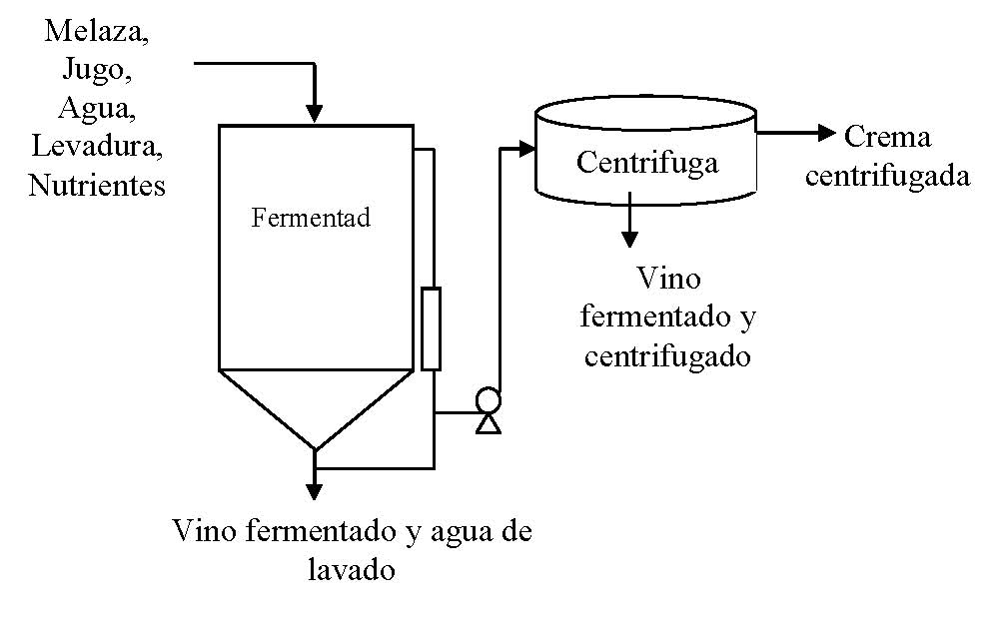 Melaza,
Jugo,
Agua,
Levadura,
Nutrientes
Fermentad
Centrifuga
Crema
centrifugada
Vino
fermentado y
centrifugado
Vino fermentado y agua de
lavado